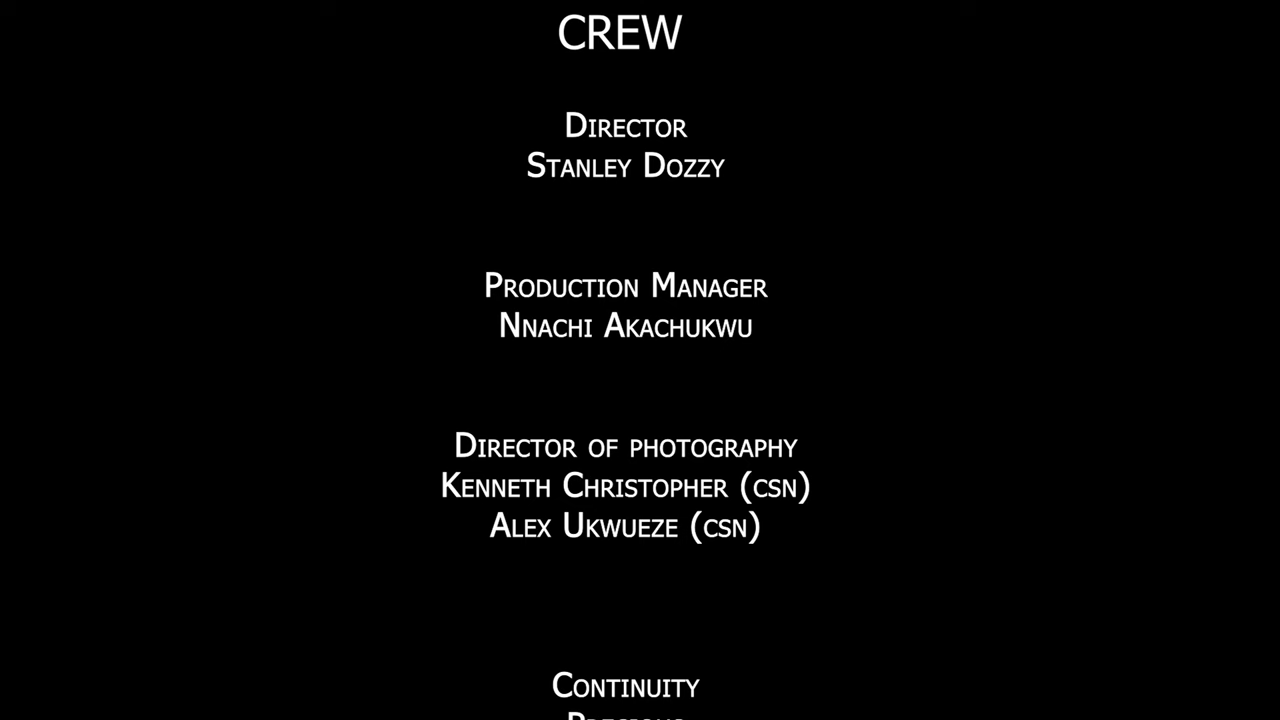 CREW
Director
Stanley Dozzy
Production Manager
Nnachi Akachukwu
Director of photography
Kenneth Christopher (csn)
Alex Ukwueze (csn)
Continuity